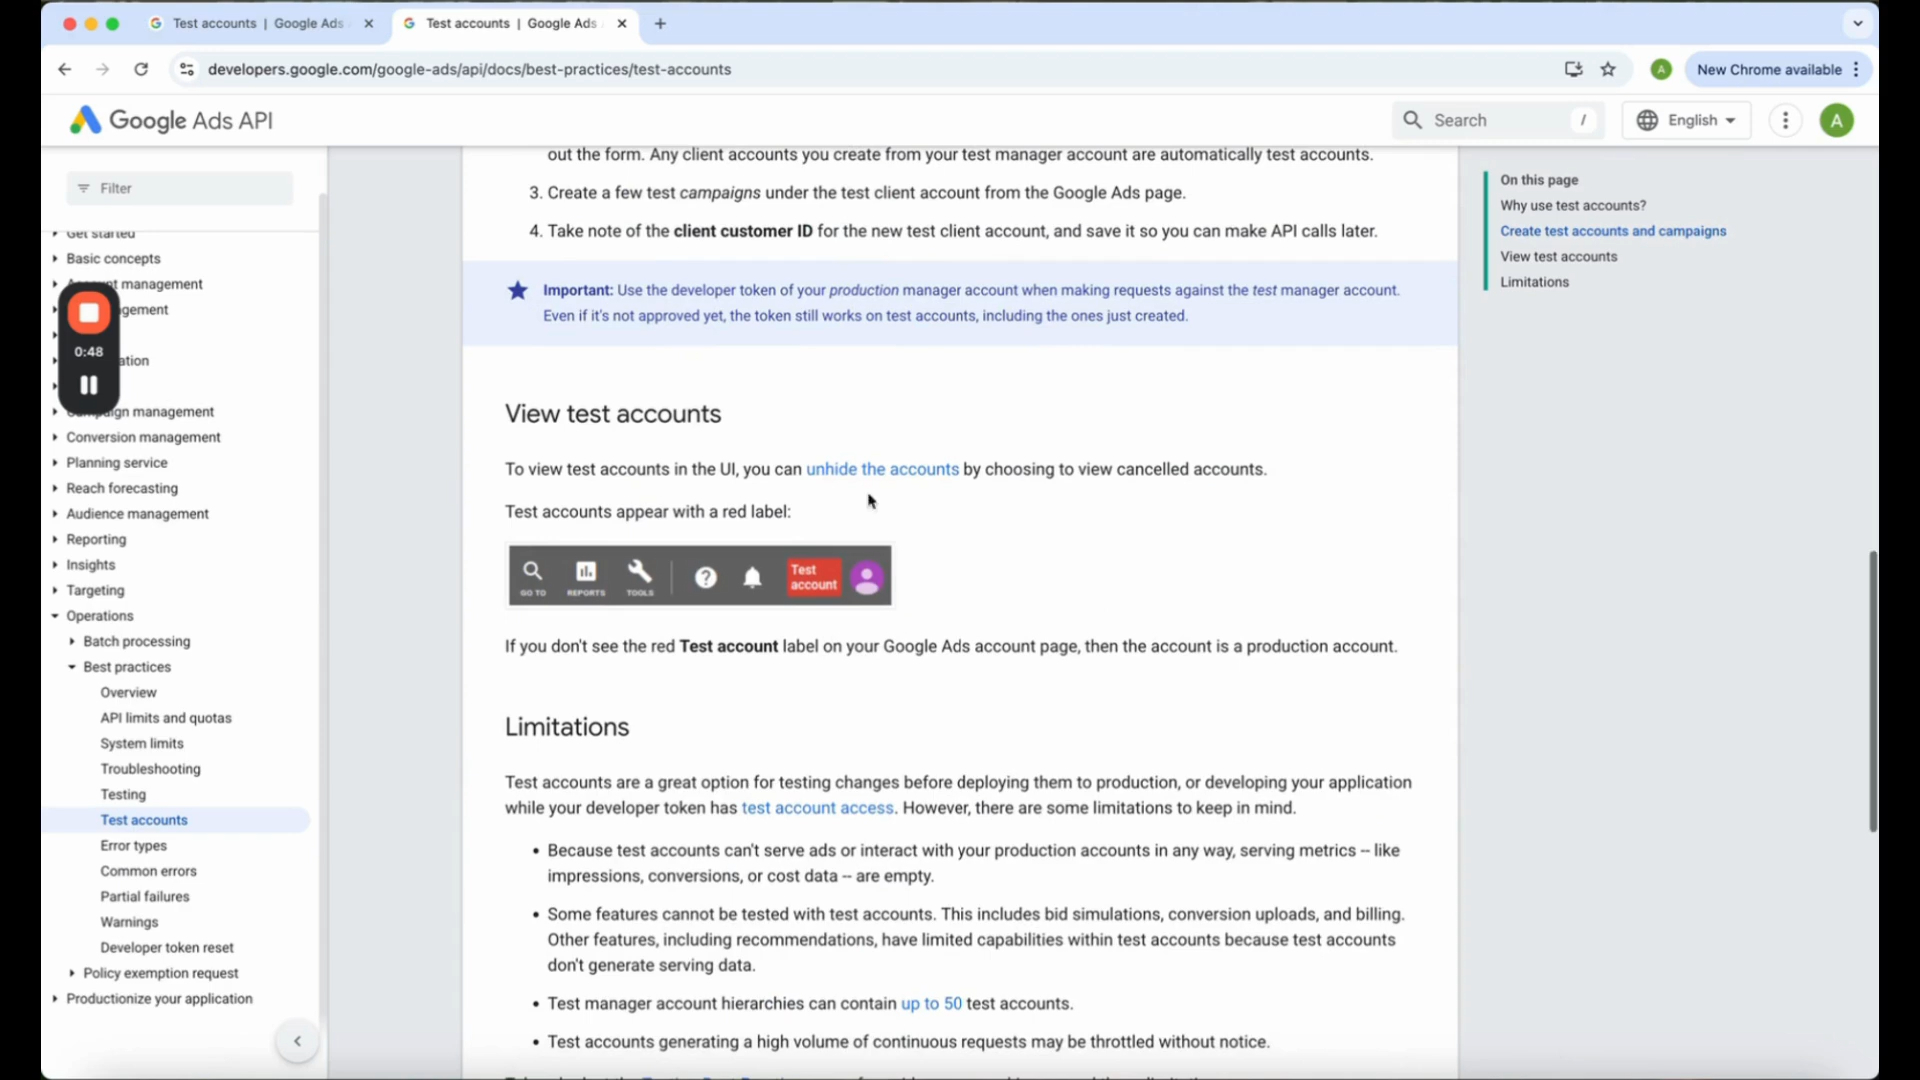 Test accounts | Google Ads
Test accounts | Google Ads
developers.google.com/google-ads/api/docs/best-practices/test-accounts
New Chrome available
A
Google Ads API
Search
/
English
A
Filter
Get started
Basic concepts
Account management
gement
ation
Campaign management
Conversion management
Planning service
Reach forecasting
Audience management
Reporting
Insights
Targeting
Operations
Batch processing
Best practices
Overview
API limits and quotas
System limits
Troubleshooting
Testing
Test accounts
Error types
Common errors
Partial failures
Warnings
Developer token reset
Policy exemption request
Productionize your application
0:48
out the form. Any client accounts you create from your test manager account are automatically test accounts.
3. Create a few test campaigns under the test client account from the Google Ads page.
4. Take note of the client customer ID for the new test client account, and save it so you can make API calls later.
Important: Use the developer token of your production manager account when making requests against the test manager account.
Even if it's not approved yet, the token still works on test accounts, including the ones just created.
View test accounts
To view test accounts in the UI, you can unhide the accounts by choosing to view cancelled accounts.
Test accounts appear with a red label:
GO TO REPORTS TOOLS ? Test
account
If you don't see the red Test account label on your Google Ads account page, then the account is a production account.
Limitations
Test accounts are a great option for testing changes before deploying them to production, or developing your application
while your developer token has test account access. However, there are some limitations to keep in mind.
• Because test accounts can't serve ads or interact with your production accounts in any way, serving metrics -- like
impressions, conversions, or cost data -- are empty.
• Some features cannot be tested with test accounts. This includes bid simulations, conversion uploads, and billing.
Other features, including recommendations, have limited capabilities within test accounts because test accounts
don't generate serving data.
• Test manager account hierarchies can contain up to 50 test accounts.
• Test accounts generating a high volume of continuous requests may be throttled without notice.
On this page
Why use test accounts?
Create test accounts and campaigns
View test accounts
Limitations